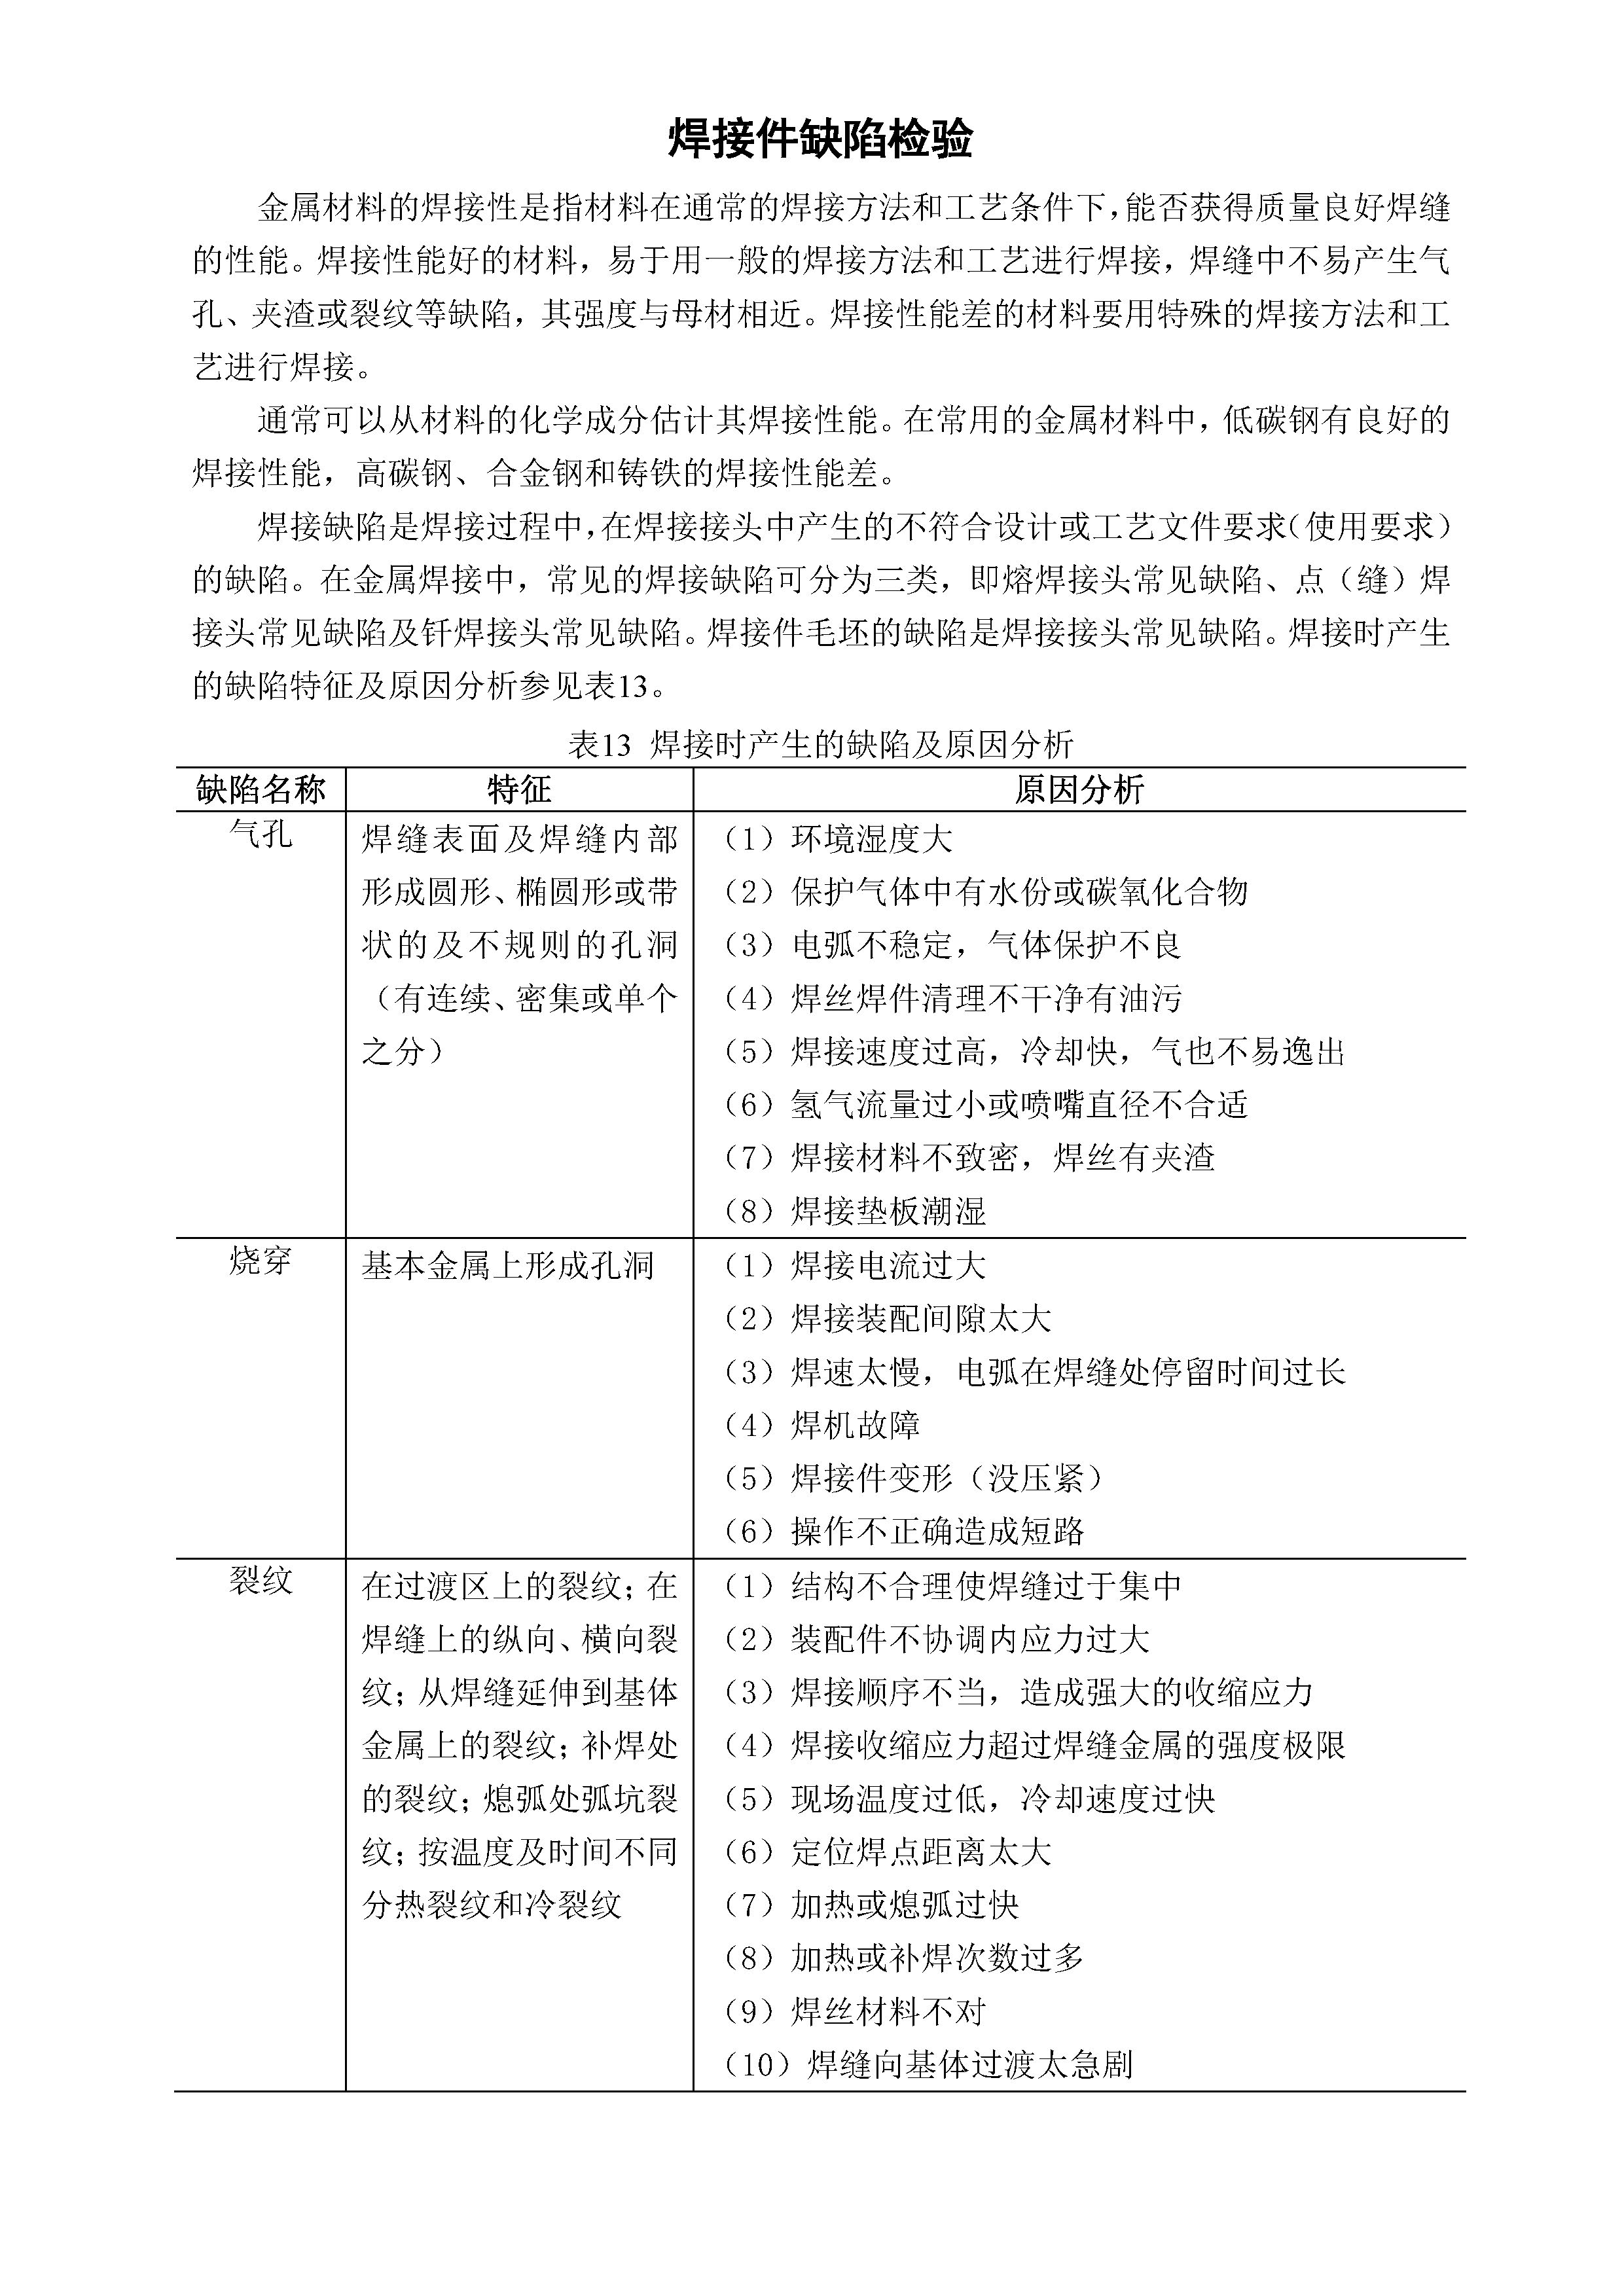 焊接件缺陷检验
金属材料的焊接性是指材料在通常的焊接方法和工艺条件下，能否获得质量良好焊缝
的性能。焊接性能好的材料，易于用一般的焊接方法和工艺进行焊接，焊缝中不易产生气
孔、夹渣或裂纹等缺陷，其强度与母材相近。焊接性能差的材料要用特殊的焊接方法和工
艺进行焊接。
通常可以从材料的化学成分估计其焊接性能。在常用的金属材料中，低碳钢有良好的
焊接性能，高碳钢、合金钢和铸铁的焊接性能差。
焊接缺陷是焊接过程中，在焊接接头中产生的不符合设计或工艺文件要求（使用要求）
的缺陷。在金属焊接中，常见的焊接缺陷可分为三类，即熔焊接头常见缺陷、点（缝）焊
接头常见缺陷及钎焊接头常见缺陷。焊接件毛坯的缺陷是焊接接头常见缺陷。焊接时产生
的缺陷特征及原因分析参见表13。
表13 焊接时产生的缺陷及原因分析
缺陷名称 特征 原因分析
气孔
焊缝表面及焊缝内部
形成圆形、椭圆形或带
状的及不规则的孔洞
（有连续、密集或单个
之分）
（1）环境湿度大
（2）保护气体中有水份或碳氧化合物
（3）电弧不稳定，气体保护不良
（4）焊丝焊件清理不干净有油污
（5）焊接速度过高，冷却快，气也不易逸出
（6）氢气流量过小或喷嘴直径不合适
（7）焊接材料不致密，焊丝有夹渣
（8）焊接垫板潮湿
烧穿
基本金属上形成孔洞
（1）焊接电流过大
（2）焊接装配间隙太大
（3）焊速太慢，电弧在焊缝处停留时间过长
（4）焊机故障
（5）焊接件变形（没压紧）
（6）操作不正确造成短路
裂纹
在过渡区上的裂纹；在
焊缝上的纵向、横向裂
纹；从焊缝延伸到基体
金属上的裂纹；补焊处
的裂纹；熄弧处弧坑裂
纹；按温度及时间不同
分热裂纹和冷裂纹
（1）结构不合理使焊缝过于集中
（2）装配件不协调内应力过大
（3）焊接顺序不当，造成强大的收缩应力
（4）焊接收缩应力超过焊缝金属的强度极限
（5）现场温度过低，冷却速度过快
（6）定位焊点距离太大
（7）加热或熄弧过快
（8）加热或补焊次数过多
（9）焊丝材料不对
（10）焊缝向基体过渡太急剧